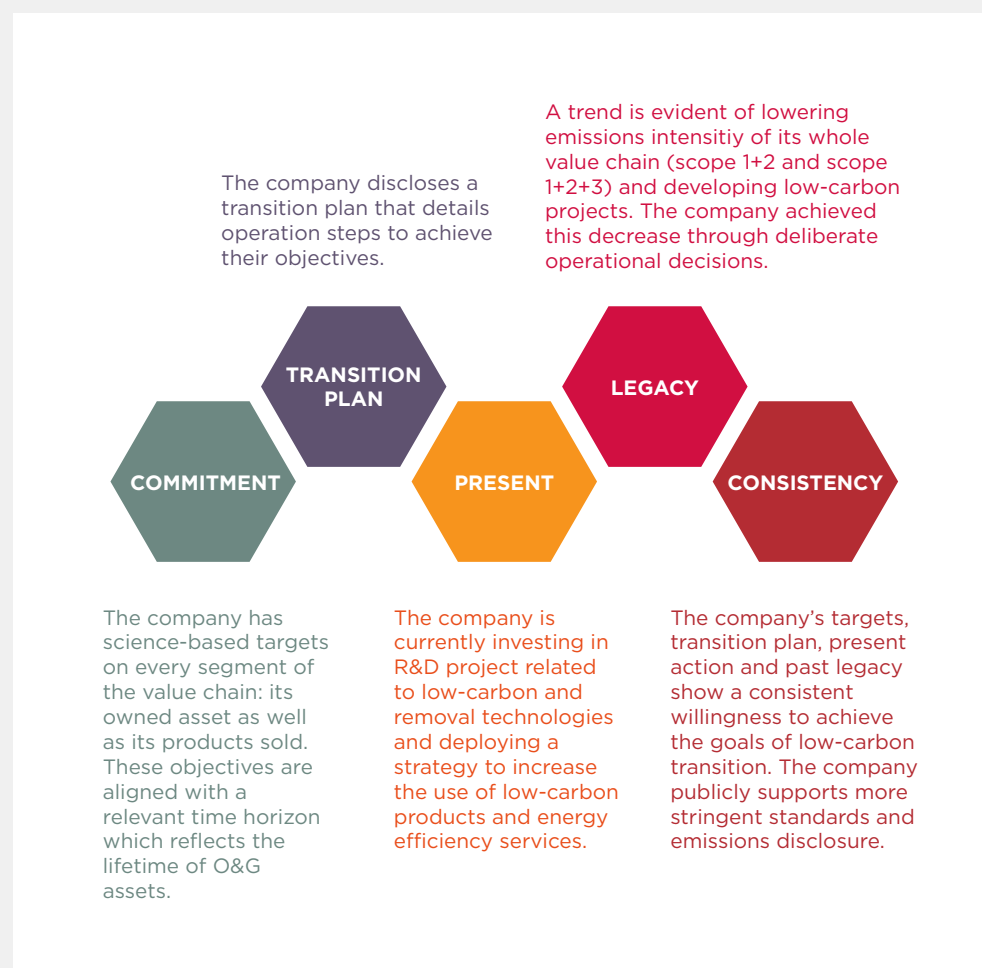 The company discloses a
transition plan that details
operation steps to achieve
their objectives.
A trend is evident of lowering
emissions intensitiy of its whole
value chain (scope 1+2 and scope
1+2+3) and developing low-carbon
projects. The company achieved
this decrease through deliberate
operational decisions.
COMMITMENT
TRANSITION
PLAN
PRESENT
LEGACY
CONSISTENCY
The company has
science-based targets
on every segment of
the value chain: its
owned asset as well
as its products sold.
These objectives are
aligned with a
relevant time horizon
which reflects the
lifetime of O&G
assets.
The company is
currently investing in
R&D project related
to low-carbon and
removal technologies
and deploying a
strategy to increase
the use of low-carbon
products and energy
efficiency services.
The company’s targets,
transition plan, present
action and past legacy
show a consistent
willingness to achieve
the goals of low-carbon
transition. The company
publicly supports more
stringent standards and
emissions disclosure.